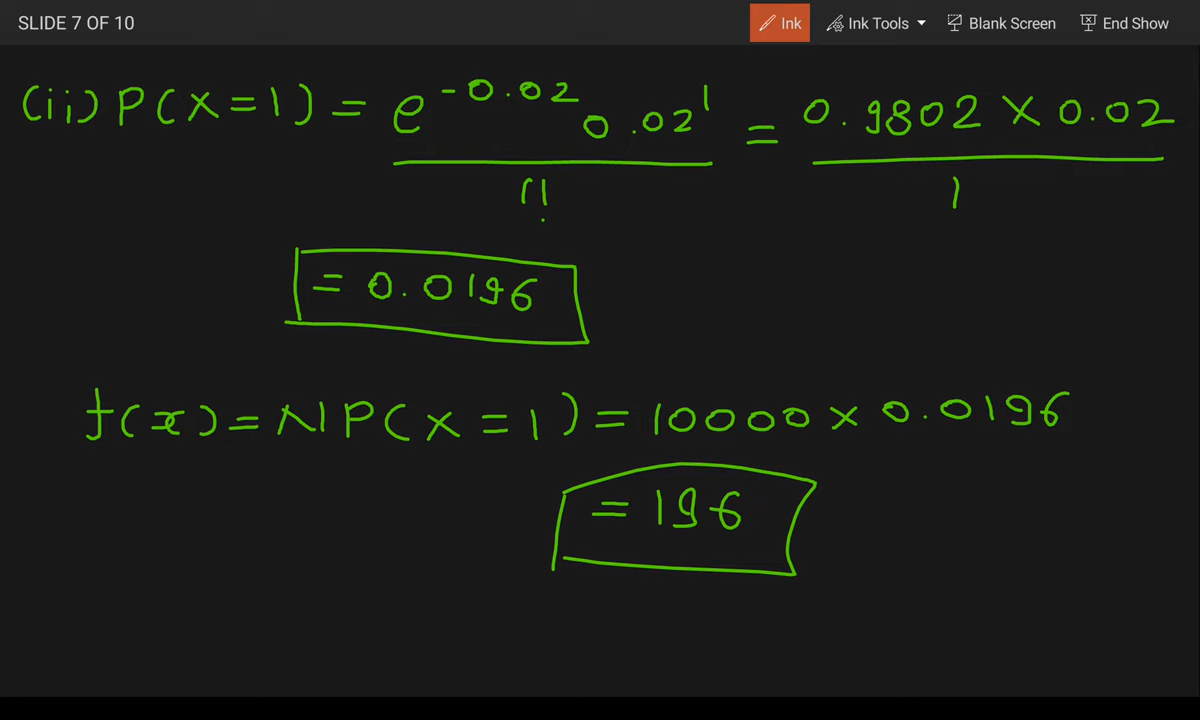 SLIDE 7 OF 10 Ink Ink Tools Blank Screen End Show
(ii) P(X=1) = e^-0.02 0.02^1 / 1! = 0.9802 × 0.02 / 1
= 0.0196
f(x) = NP(X=1) = 10000 × 0.0196
= 196